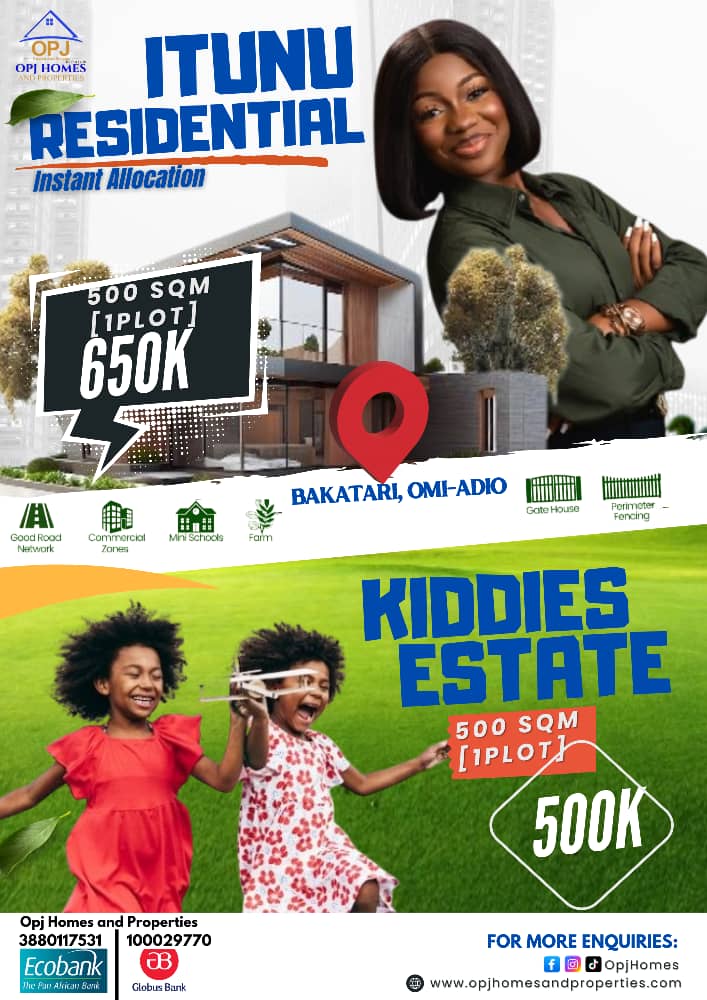 OPJ
OPJ HOMES
AND PROPERTIES
ITUNU
RESIDENTIAL
Instant Allocation
500 SQM
[1PLOT]
650K
BAKATARI, OMI-ADIO
Good Road
Network
Commercial
Zones
Mini Schools
Farm
Gate House
Perimeter
Fencing
KIDDIES
ESTATE
500 SQM
[1PLOT]
500K
Opj Homes and Properties
3880117531
Ecobank
The Pan African Bank
100029770
Globus Bank
FOR MORE ENQUIRIES:
OpjHomes
www.opjhomesandproperties.com